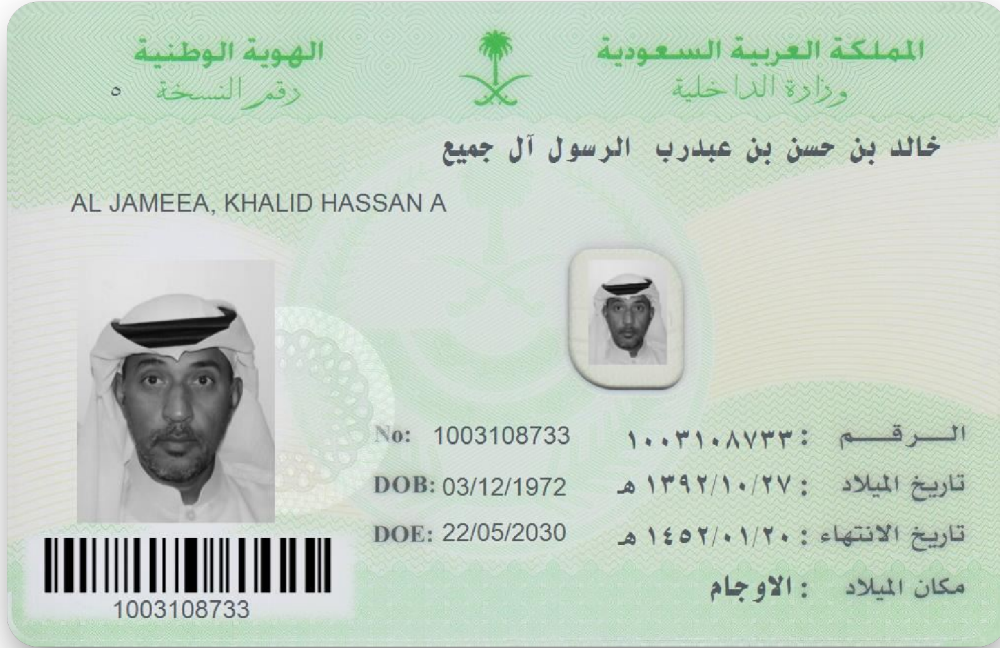 المملكة العربية السعودية
الهوية الوطنية
وزارة الداخلية
رقم النسخة ٥
خالد بن حسن بن عبدرب الرسول آل جميع
AL JAMEEA, KHALID HASSAN A
الــرقــم : ١٠٠٣١٠٨٧٣٣
No: 1003108733
تاريخ الميلاد : ١٣٩٢/١٠/٢٧ هـ
DOB: 03/12/1972
تاريخ الانتهاء : ١٤٥٢/٠١/٢٠ هـ
DOE: 22/05/2030
مكان الميلاد : الاوجام
1003108733